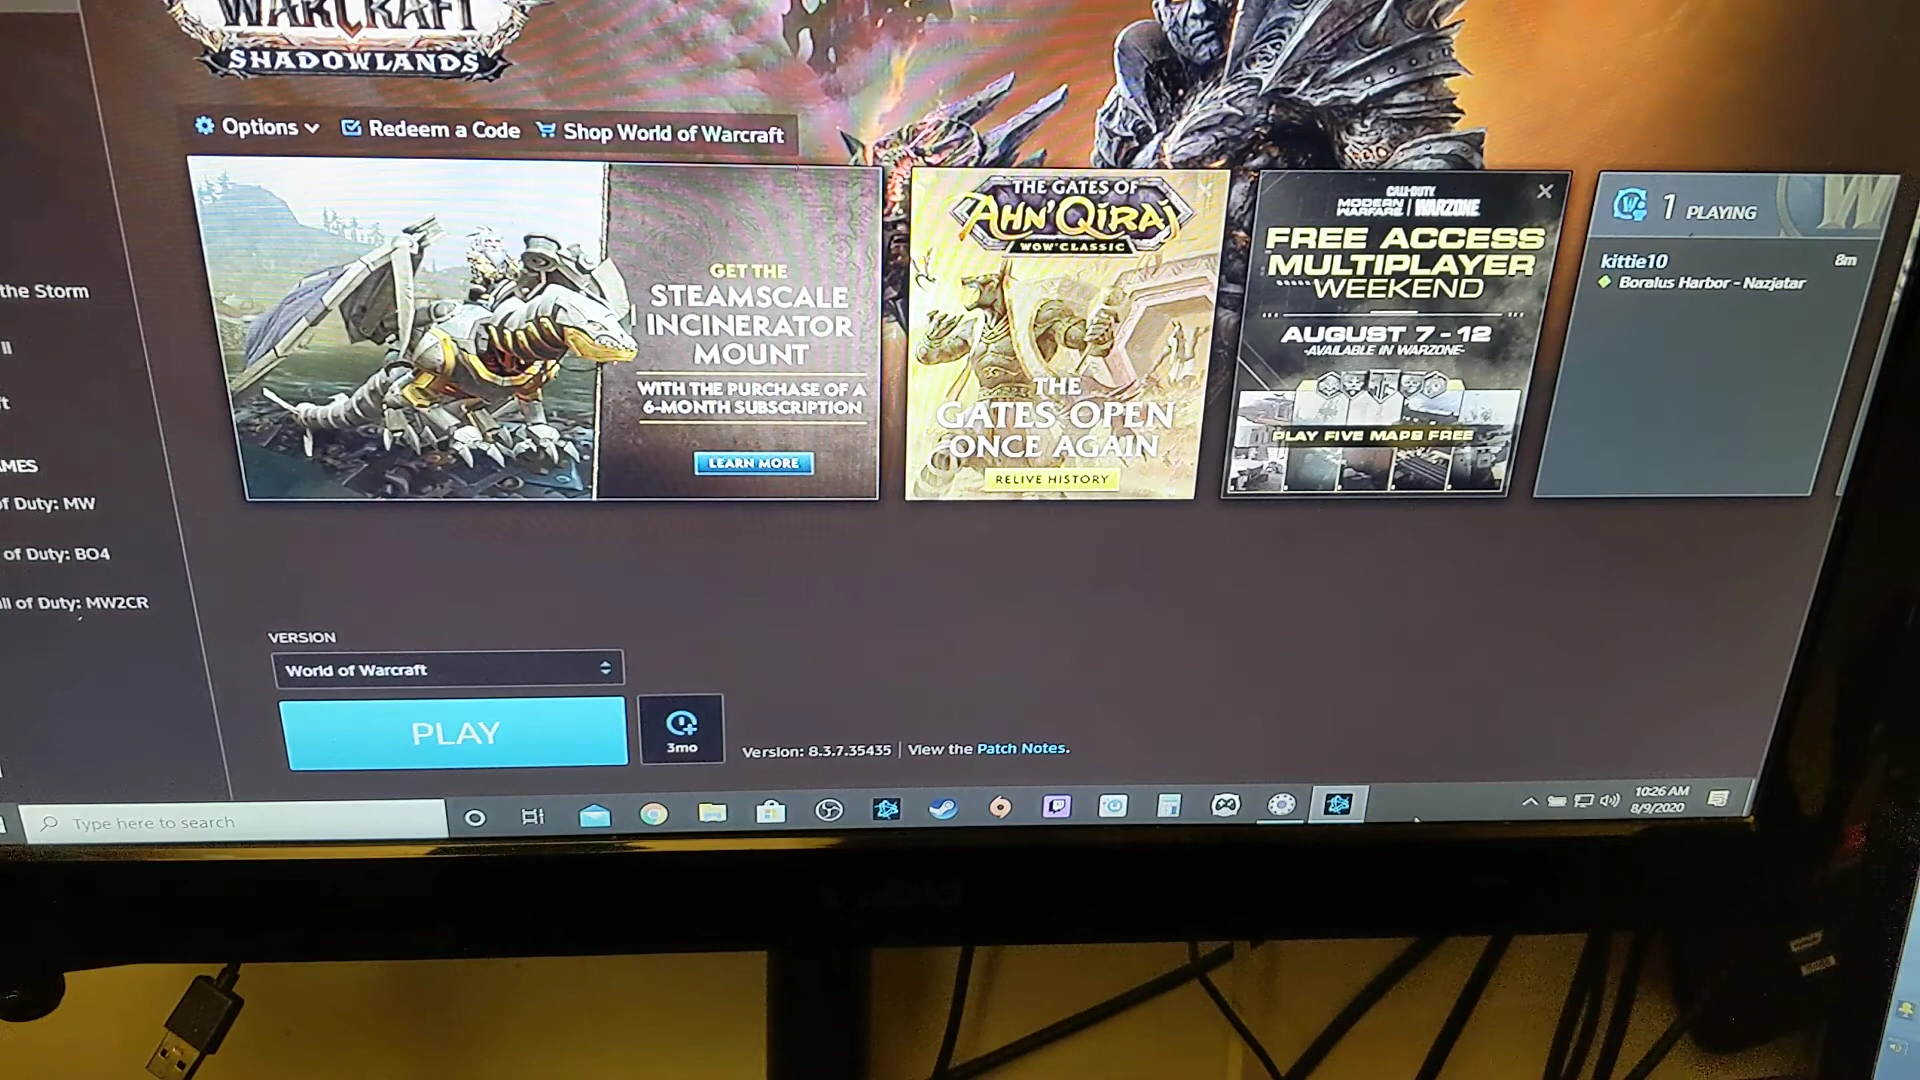 WARCRAFT
SHADOWLANDS
Options
Redeem a Code
Shop World of Warcraft
GET THE
STEAMSCALE
INCINERATOR
MOUNT
WITH THE PURCHASE OF A
6-MONTH SUBSCRIPTION
LEARN MORE
THE GATES OF
AHN'QIRAJ
WOW CLASSIC
THE
GATES OPEN
ONCE AGAIN
RELIVE HISTORY
CALL OF DUTY
MODERN WARFARE | WARZONE
FREE ACCESS
MULTIPLAYER
WEEKEND
AUGUST 7 - 12
-AVAILABLE IN WARZONE-
PLAY FIVE MAPS FREE
1 PLAYING
kittie10 8m
Boralus Harbor - Nazjatar
the Storm
II
ft
AMES
of Duty: MW
of Duty: BO4
all of Duty: MW2CR
VERSION
World of Warcraft
PLAY
3mo
Version: 8.3.7.35435 | View the Patch Notes.
Type here to search
10:26 AM
8/9/2020